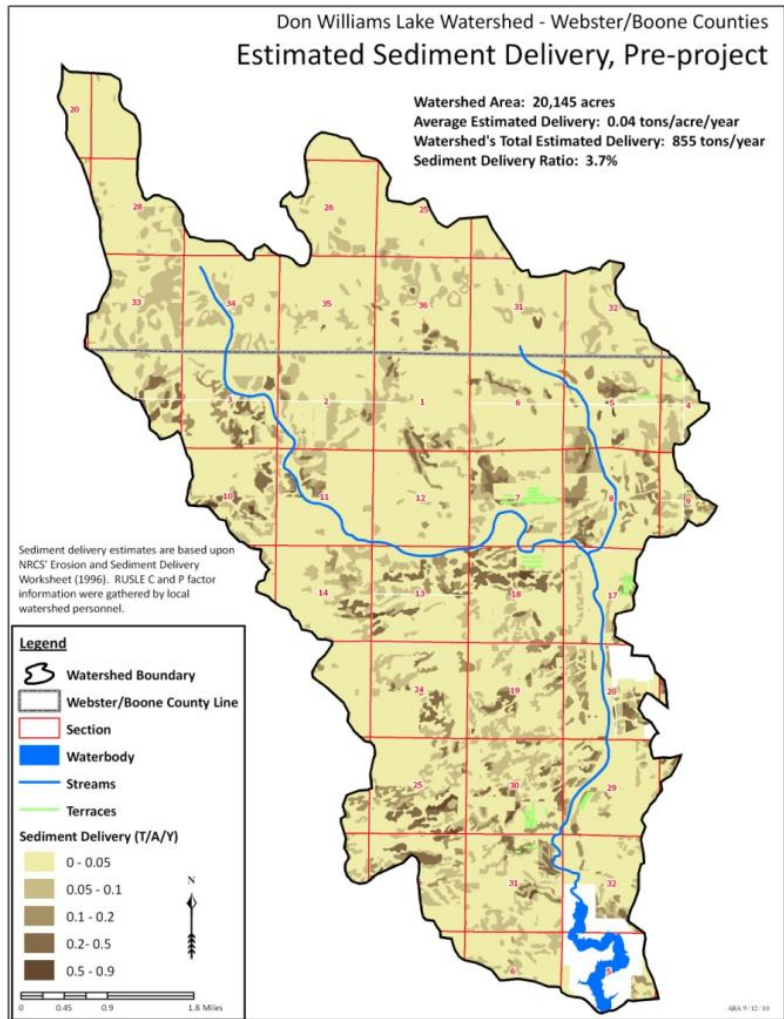 Don Williams Lake Watershed - Webster/Boone Counties
Estimated Sediment Delivery, Pre-project
Watershed Area: 20,145 acres
Average Estimated Delivery: 0.04 tons/acre/year
Watershed's Total Estimated Delivery: 855 tons/year
Sediment Delivery Ratio: 3.7%
20
28
26
25
33
34
35
36
31
32
3
2
1
6
5
4
10
11
12
7
8
9
14
13
18
17
24
19
20
25
30
29
31
32
6
5
Sediment delivery estimates are based upon
NRCS' Erosion and Sediment Delivery
Worksheet (1996). RUSLE C and P factor
information were gathered by local
watershed personnel.
Legend
Watershed Boundary
Webster/Boone County Line
Section
Waterbody
Streams
Terraces
Sediment Delivery (T/A/Y)
0 - 0.05
0.05 - 0.1
0.1 - 0.2
0.2- 0.5
0.5 - 0.9
N
0 0.45 0.9 1.8 Miles